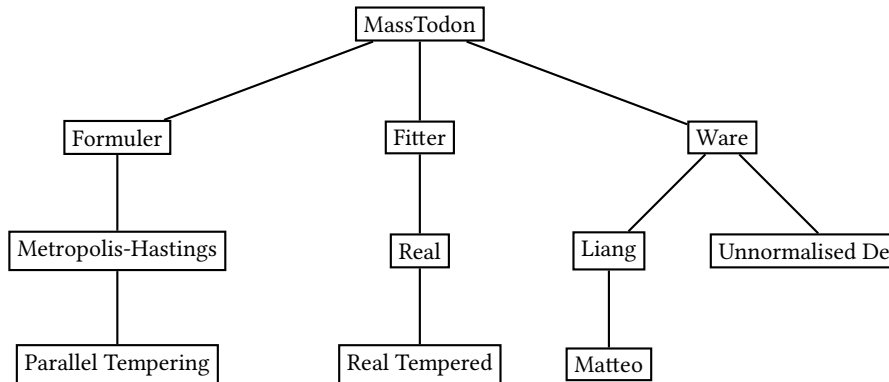 MassTodon
Formuler
Fitter
Ware
Metropolis-Hastings
Real
Liang
Unnormalised De
Parallel Tempering
Real Tempered
Matteo